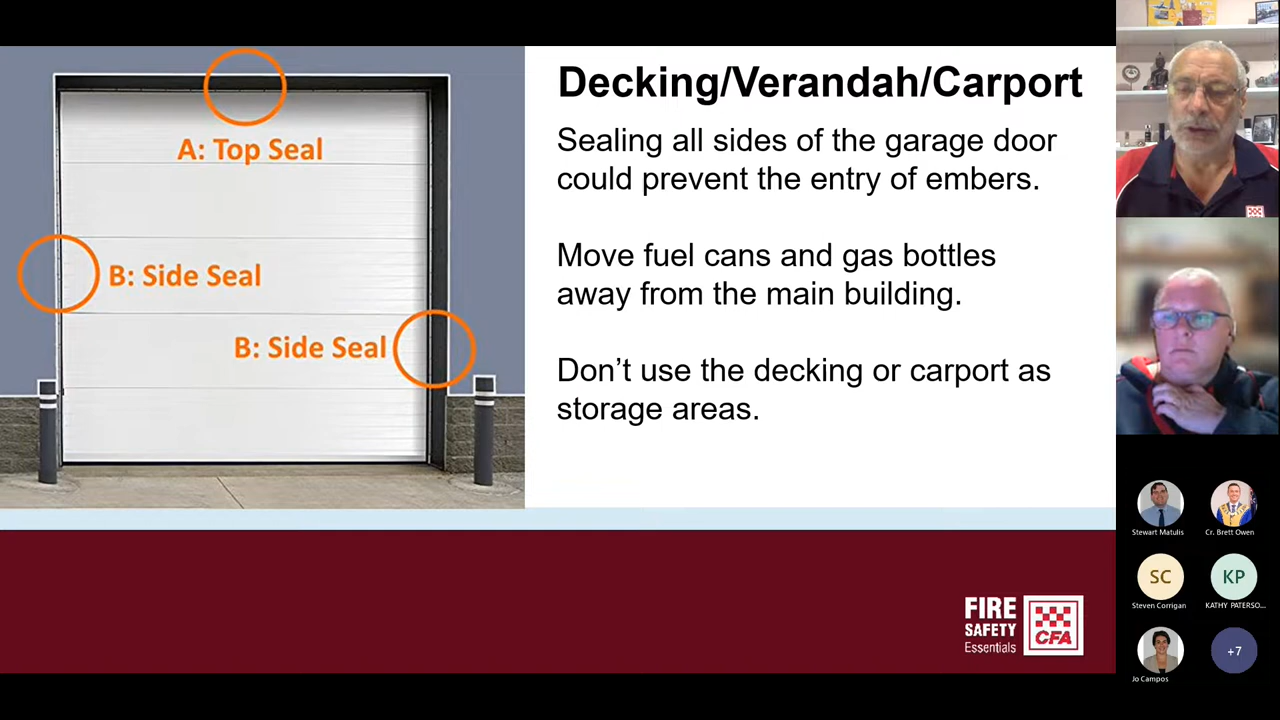 A: Top Seal
B: Side Seal
B: Side Seal
Decking/Verandah/Carport
Sealing all sides of the garage door
could prevent the entry of embers.
Move fuel cans and gas bottles
away from the main building.
Don’t use the decking or carport as
storage areas.
FIRE
SAFETY
Essentials
CFA
Stewart Matulis
Cr. Brett Owen
SC
KP
Steven Corrigan
KATHY PATERSO...
Jo Campos
+7